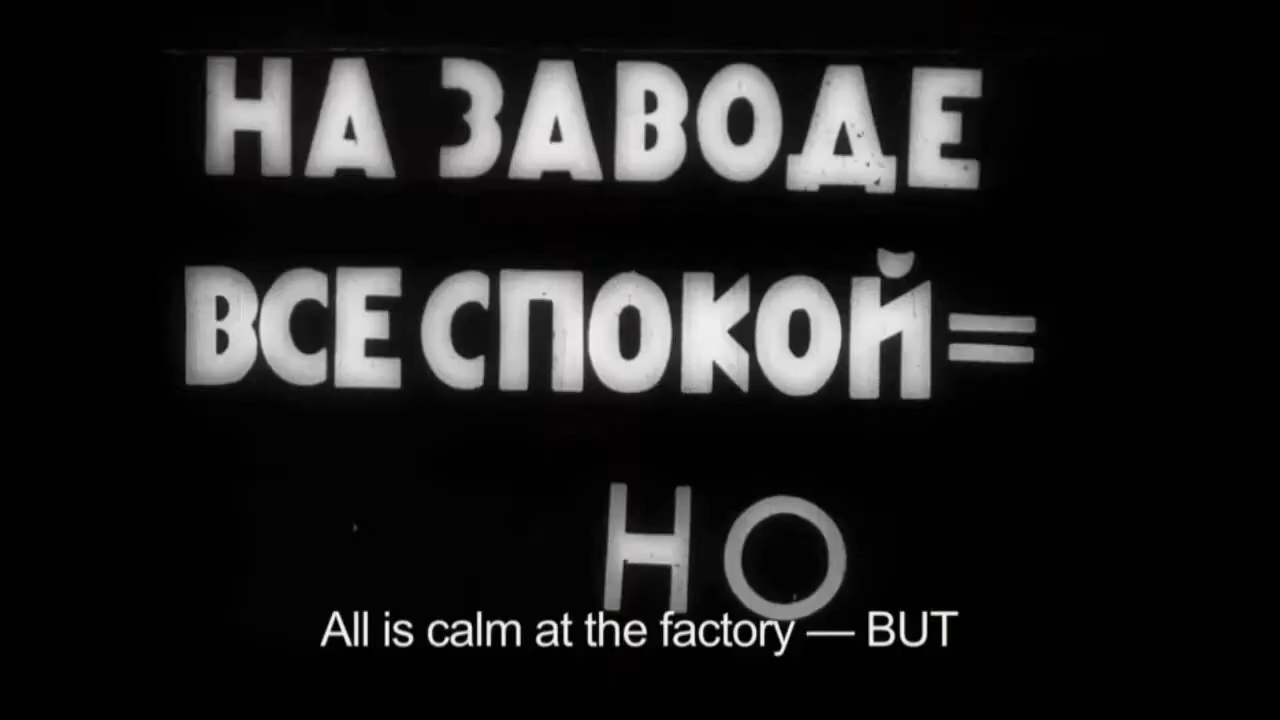 НА ЗАВОДЕ
ВСЕ СПОКОЙ=
НО
All is calm at the factory — BUT